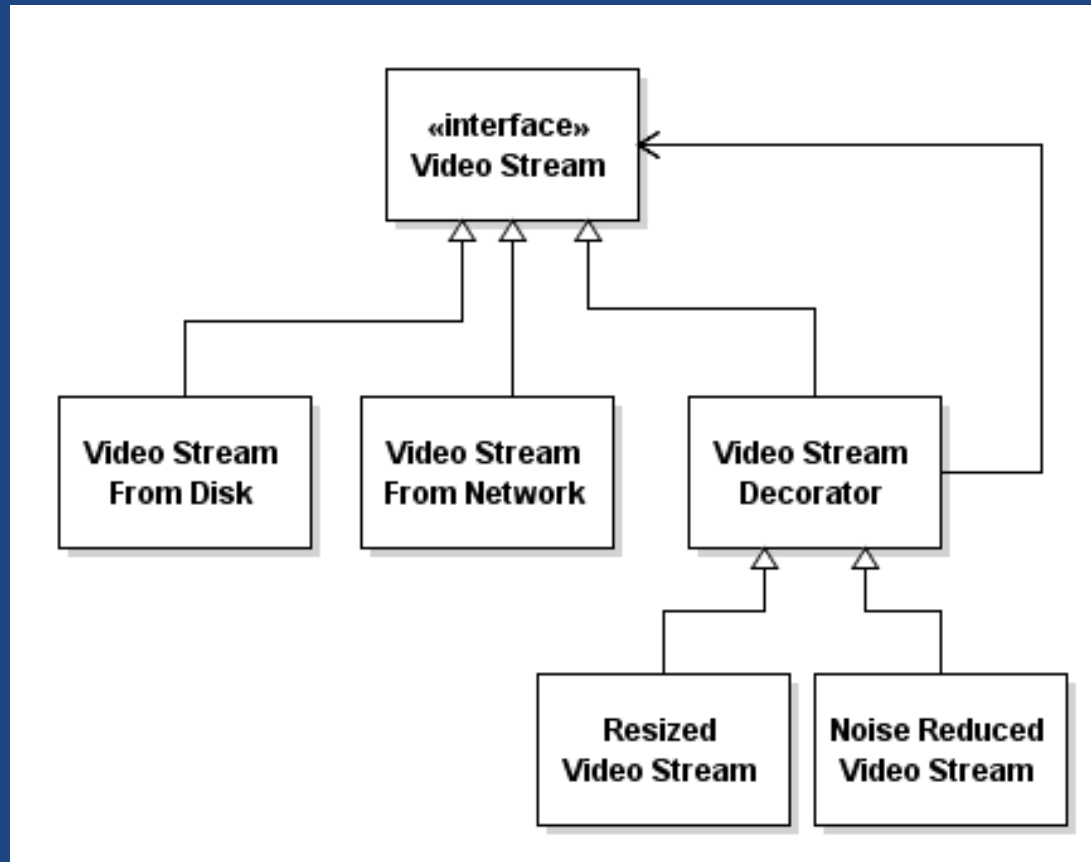 «interface»
Video Stream
Video Stream
From Disk
Video Stream
From Network
Video Stream
Decorator
Resized
Video Stream
Noise Reduced
Video Stream